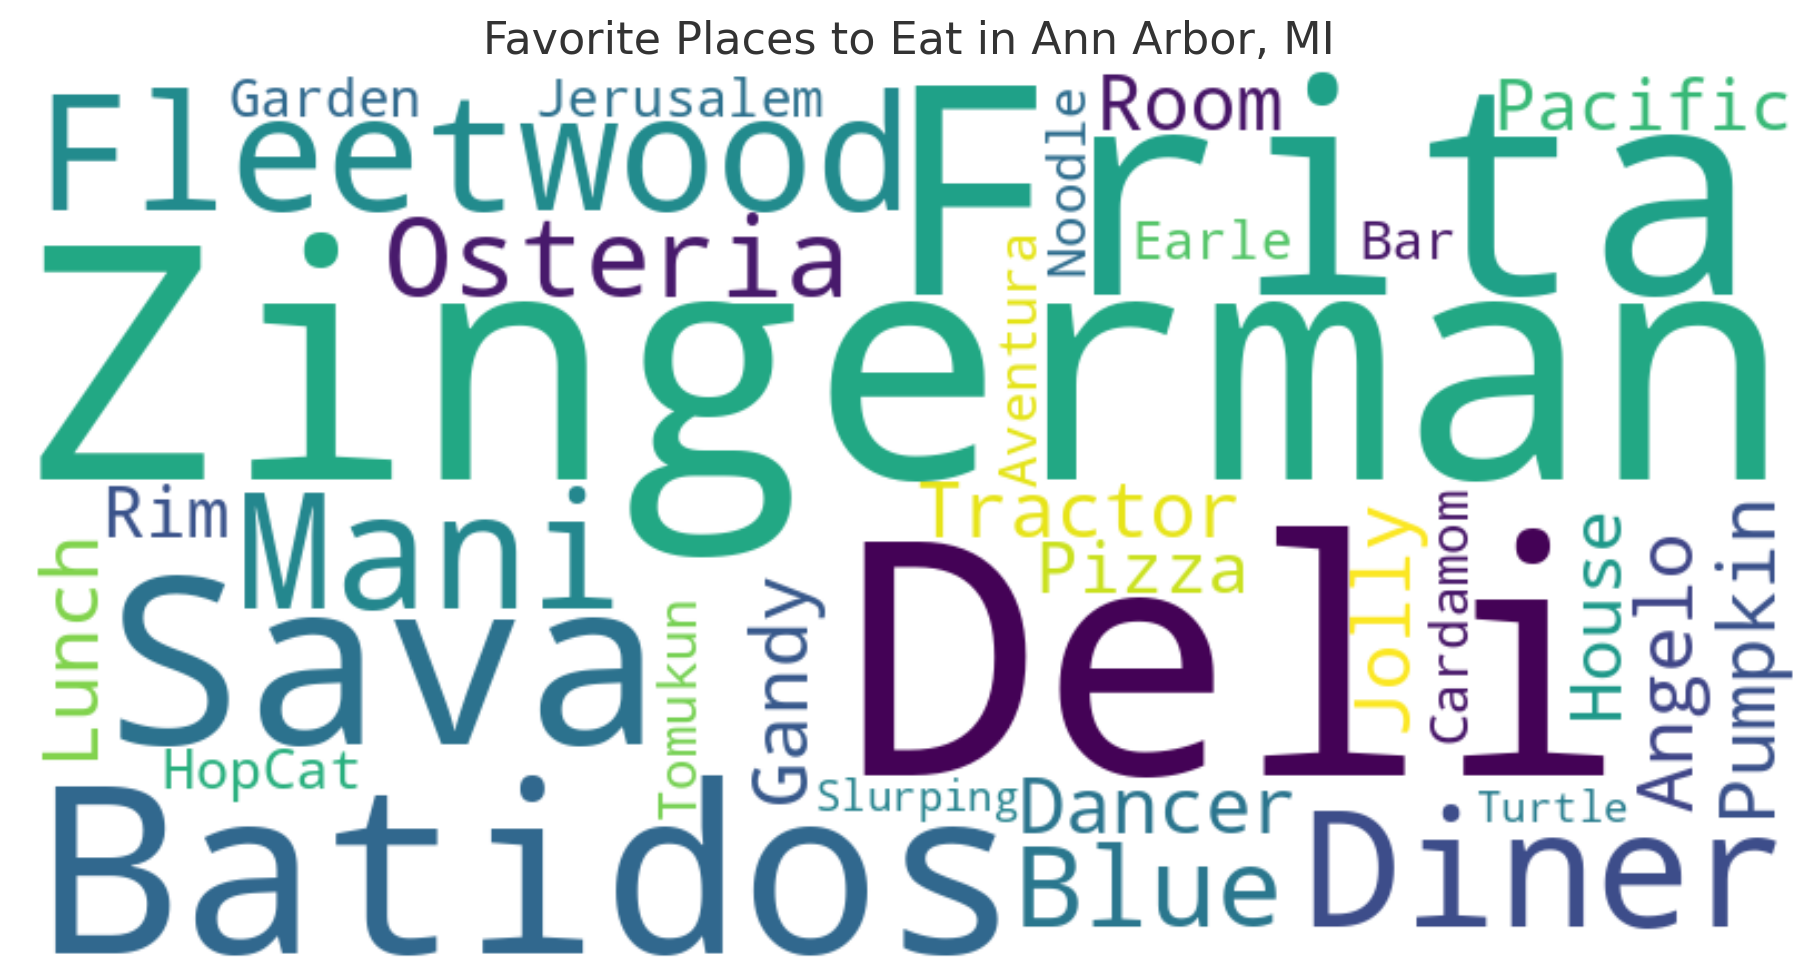 Favorite Places to Eat in Ann Arbor, MI
Garden
Jerusalem
Room
Pacific
Fleetwood
Frita
Noodle
Osteria
Earle
Bar
Zingerman
Aventura
Rim
Mani
Tractor
Pizza
Lunch
Sava
Tomukun
Gandy
Deli
Jolly
Cardamom
House
Angelo
Pumpkin
HopCat
Slurping
Dancer
Turtle
Batidos
Blue
Diner